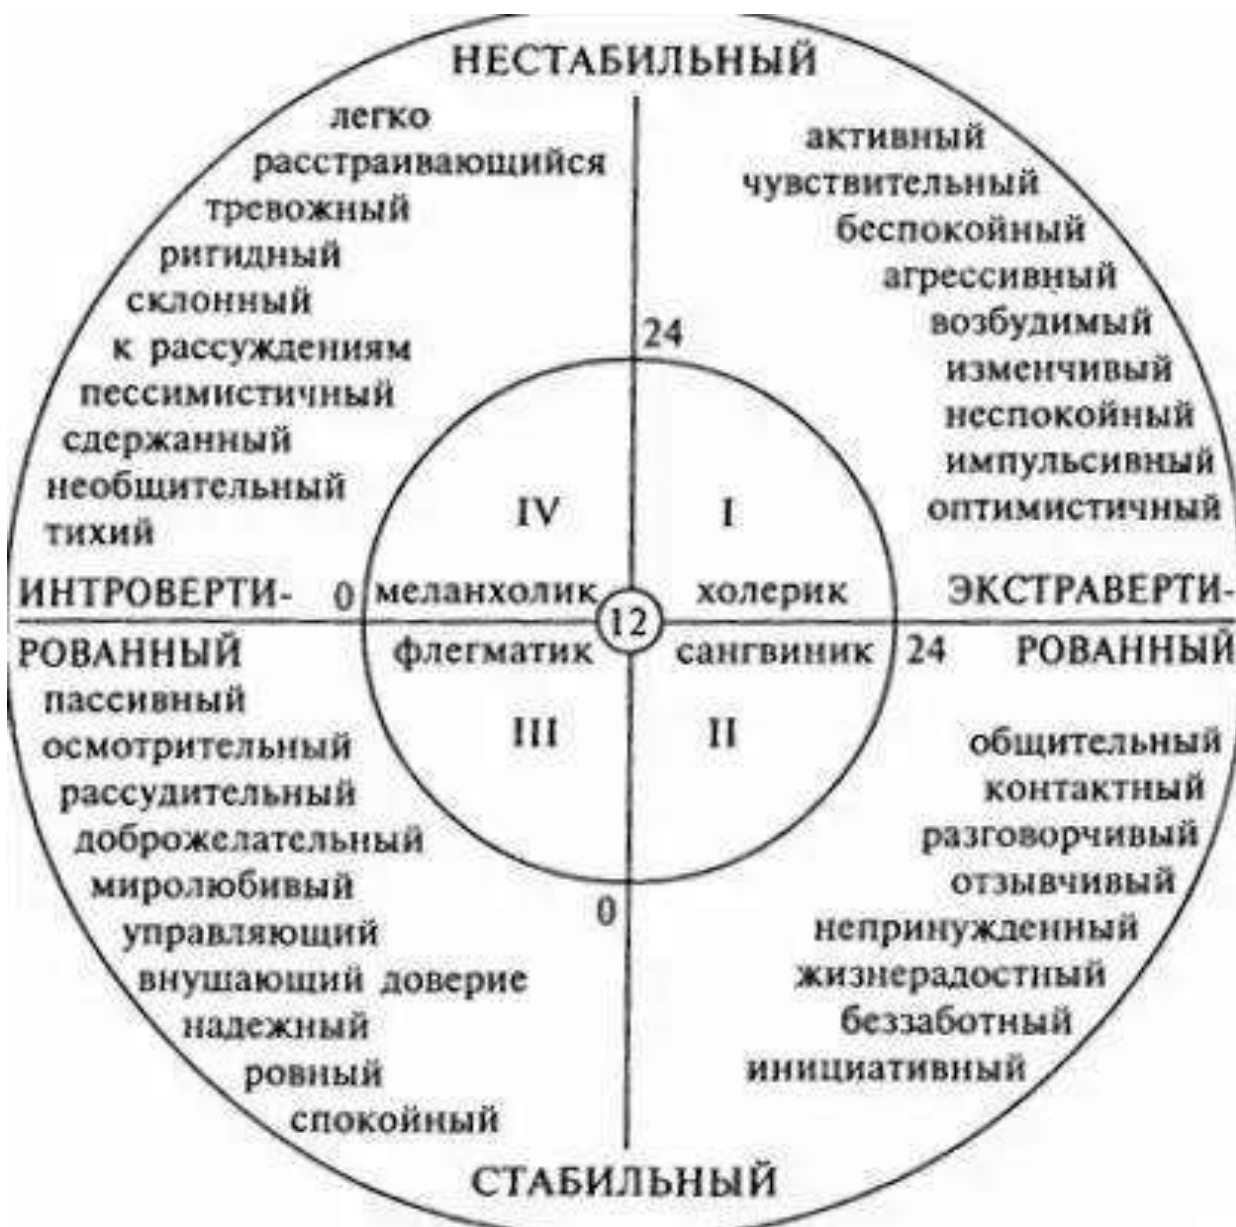 НЕСТАБИЛЬНЫЙ
легко
расстраивающийся
тревожный
ригидный
склонный
к рассуждениям
пессимистичный
сдержанный
необщительный
тихий
активный
чувствительный
беспокойный
агрессивный
возбудимый
изменчивый
неспокойный
импульсивный
оптимистичный
24
IV
I
ИНТРОВЕРТИ-
0
меланхолик
холерик
ЭКСТРАВЕРТИ-
12
РОВАННЫЙ
флегматик
сангвиник
24
РОВАННЫЙ
III
II
пассивный
осмотрительный
рассудительный
доброжелательный
миролюбивый
управляющий
внушающий доверие
надежный
ровный
спокойный
0
общительный
контактный
разговорчивый
отзывчивый
непринужденный
жизнерадостный
беззаботный
инициативный
СТАБИЛЬНЫЙ